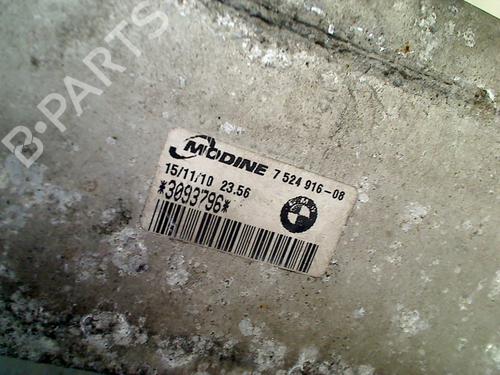 B-PARTS
MODINE 7 524 916-08
15/11/10 23.56
*3093796*
BMW